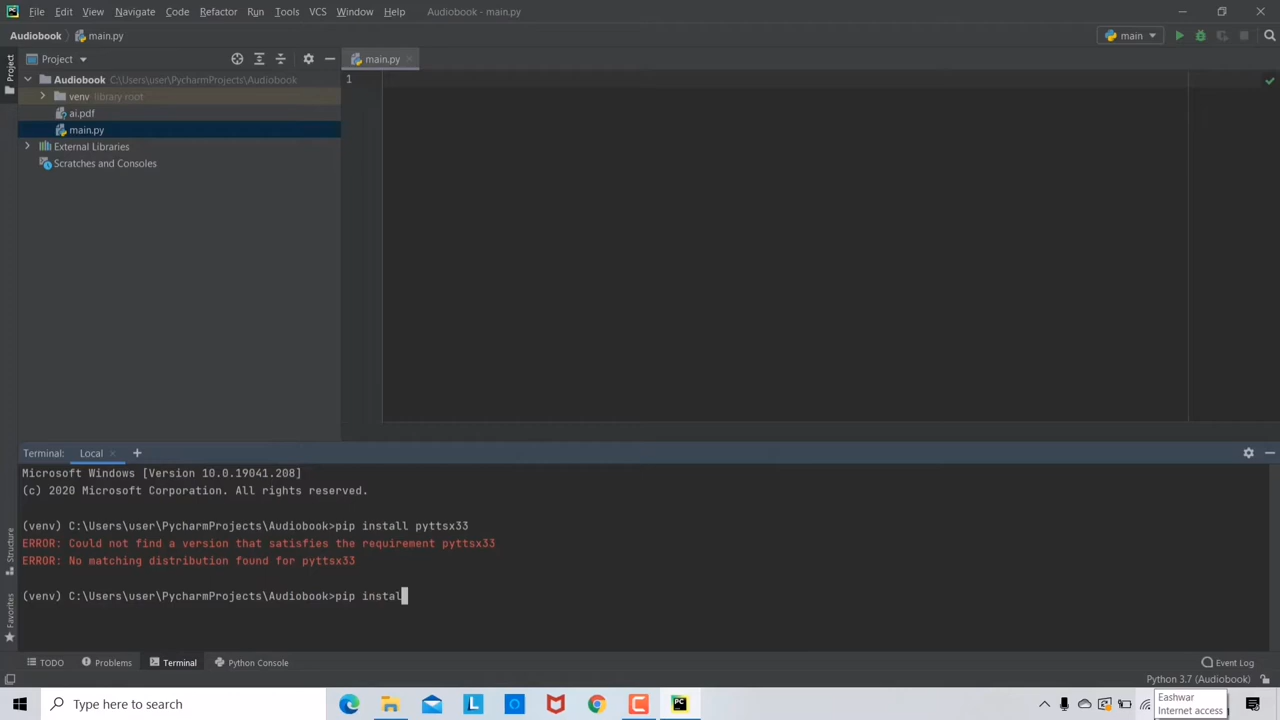 PC File Edit View Navigate Code Refactor Run Tools VCS Window Help Audiobook - main.py
Audiobook main.py main
Project Project main.py
Audiobook C:\Users\user\PycharmProjects\Audiobook 1
venv library root
ai.pdf
main.py
External Libraries
Scratches and Consoles
Terminal: Local
Microsoft Windows [Version 10.0.19041.208]
(c) 2020 Microsoft Corporation. All rights reserved.
(venv) C:\Users\user\PycharmProjects\Audiobook>pip install pyttsx33
ERROR: Could not find a version that satisfies the requirement pyttsx33
ERROR: No matching distribution found for pyttsx33
(venv) C:\Users\user\PycharmProjects\Audiobook>pip instal
Structure
Favorites
TODO Problems Terminal Python Console Event Log
Python 3.7 (Audiobook)
Type here to search L PC
Eashwar
Internet access